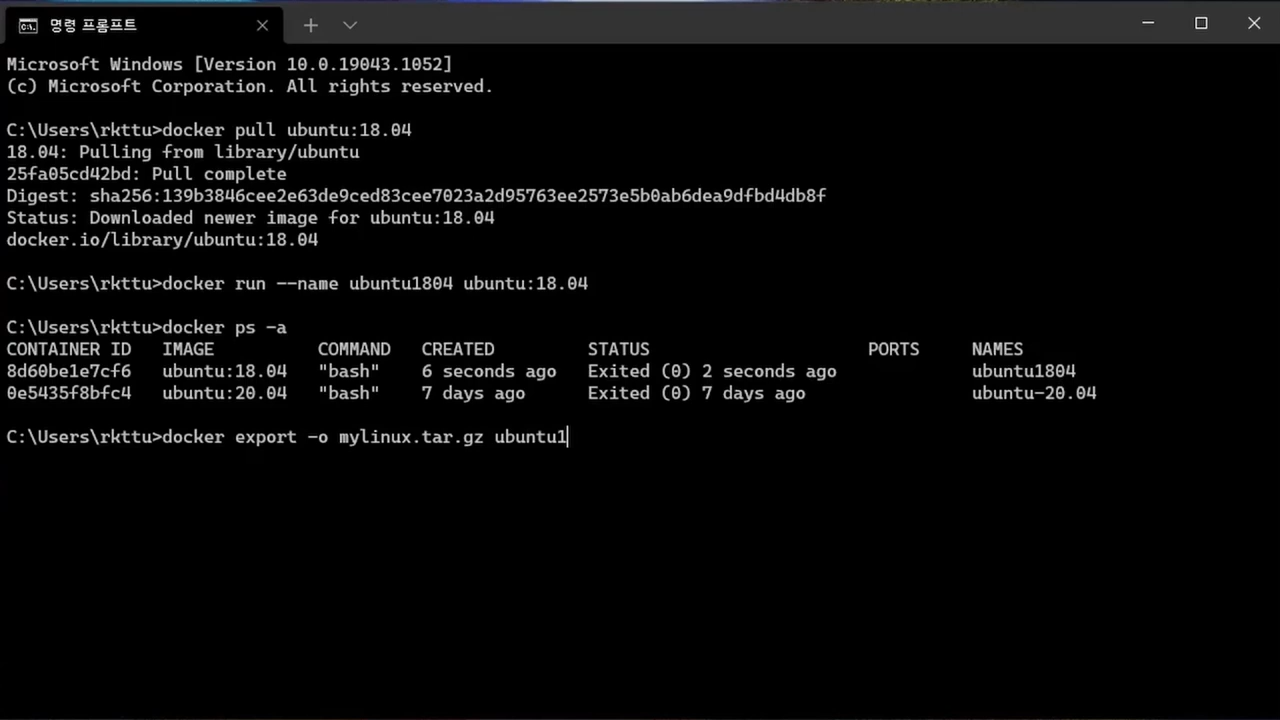 명령 프롬프트
Microsoft Windows [Version 10.0.19043.1052]
(c) Microsoft Corporation. All rights reserved.
C:\Users\rkttu>docker pull ubuntu:18.04
18.04: Pulling from library/ubuntu
25fa05cd42bd: Pull complete
Digest: sha256:139b3846cee2e63de9ced83cee7023a2d95763ee2573e5b0ab6dea9dfbd4db8f
Status: Downloaded newer image for ubuntu:18.04
docker.io/library/ubuntu:18.04
C:\Users\rkttu>docker run --name ubuntu1804 ubuntu:18.04
C:\Users\rkttu>docker ps -a
CONTAINER ID   IMAGE          COMMAND   CREATED         STATUS                     PORTS     NAMES
8d60be1e7cf6   ubuntu:18.04   "bash"    6 seconds ago   Exited (0) 2 seconds ago             ubuntu1804
0e5435f8bfc4   ubuntu:20.04   "bash"    7 days ago      Exited (0) 7 days ago                ubuntu-20.04
C:\Users\rkttu>docker export -o mylinux.tar.gz ubuntu1